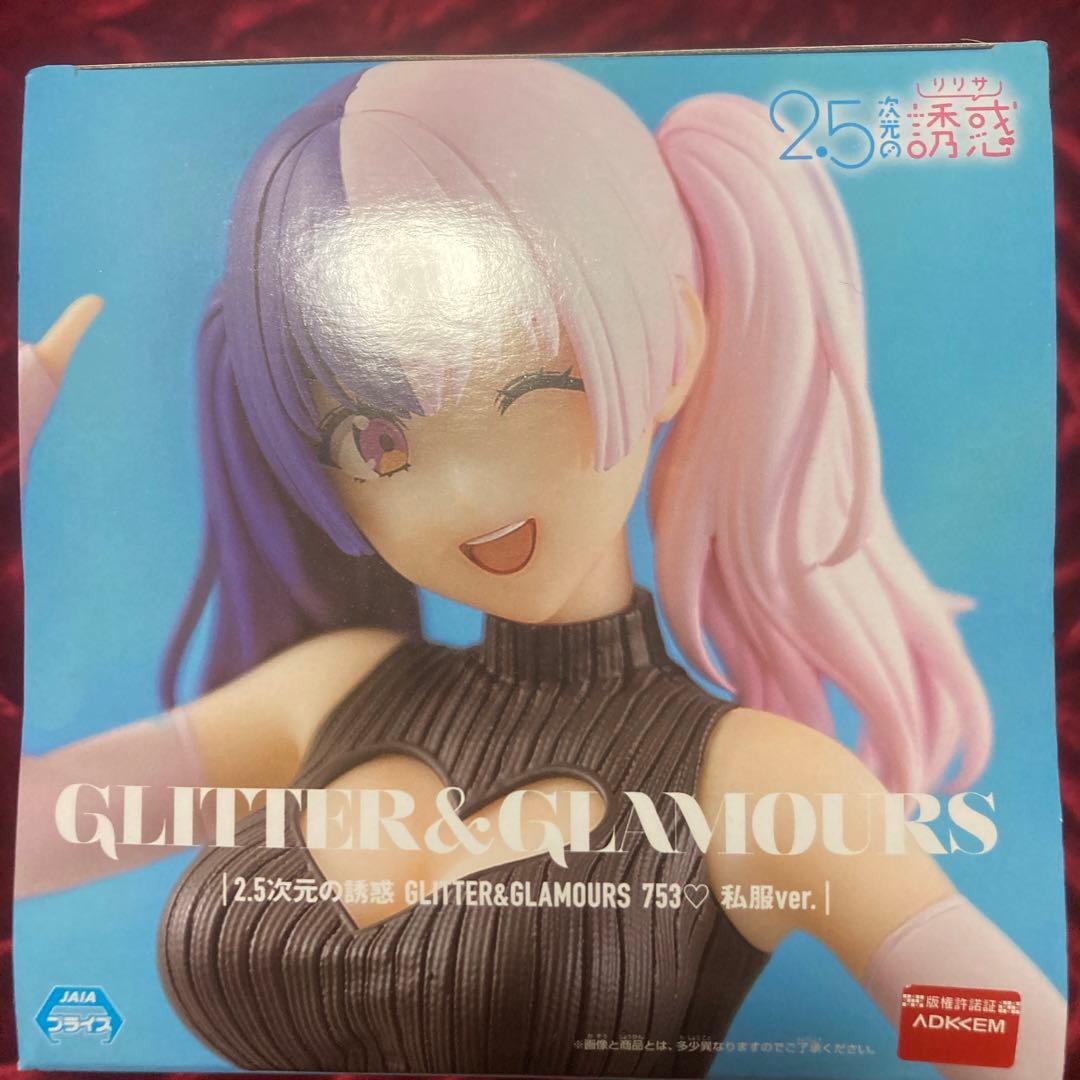 リリサ
2.5次元の誘惑
GLITTER&GLAMOURS
|2.5次元の誘惑 GLITTER&GLAMOURS 753♡ 私服ver.|
JAIA
プライズ
版権許諾証
ADKKEM
※画像と商品とは、多少異なりますのでご了承ください。